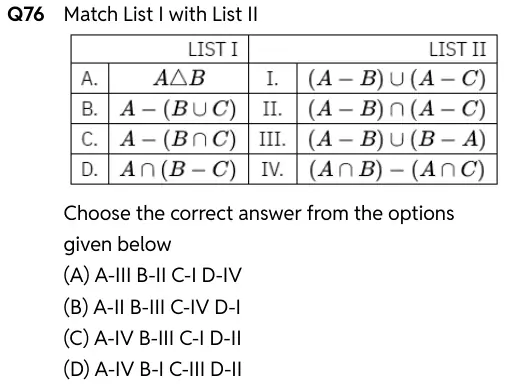 Q76 Match List I with List II
LIST I LIST II
A. A△B I. (A − B) ∪ (A − C)
B. A − (B ∪ C) II. (A − B) ∩ (A − C)
C. A − (B ∩ C) III. (A − B) ∪ (B − A)
D. A ∩ (B − C) IV. (A ∩ B) − (A ∩ C)
Choose the correct answer from the options
given below
(A) A-III B-II C-I D-IV
(B) A-II B-III C-IV D-I
(C) A-IV B-III C-I D-II
(D) A-IV B-I C-III D-II